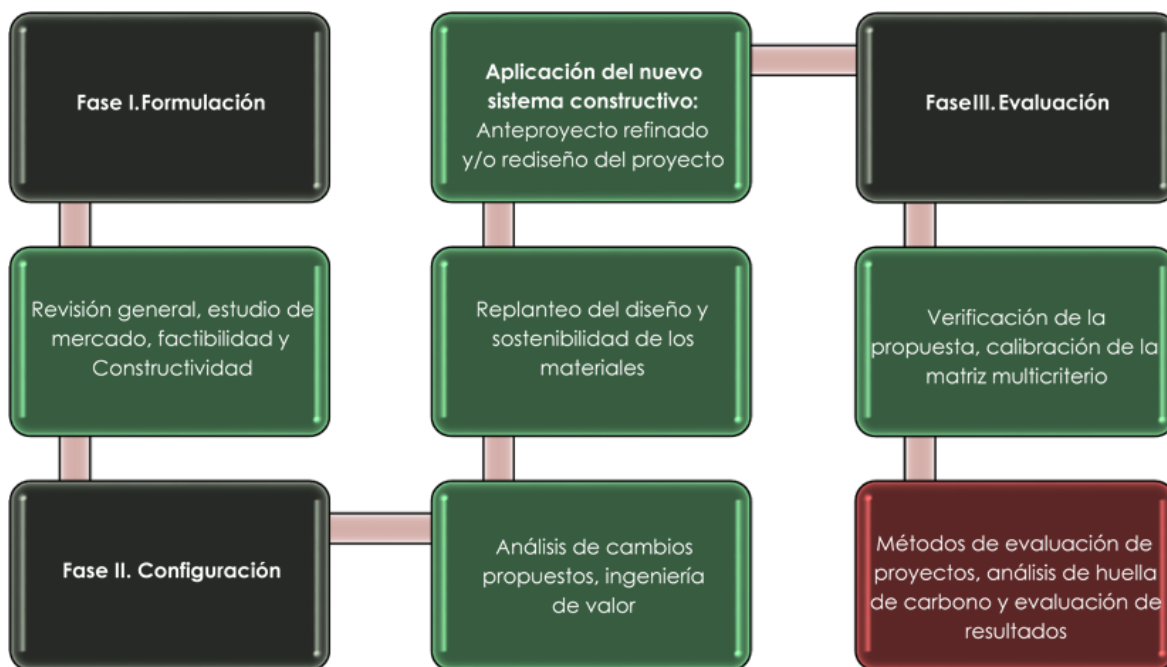 Fase I.Formulación
Revisión general, estudio de
mercado, factibilidad y
Constructividad
Fase II. Configuración
Análisis de cambios
propuestos, ingeniería
de valor
Replanteo del diseño y
sostenibilidad de los
materiales
Aplicación del nuevo
sistema constructivo:
Anteproyecto refinado
y/o rediseño del proyecto
FaseIII.Evaluación
Verificación de la
propuesta, calibración de la
matriz multicriterio
Métodos de evaluación de
proyectos, análisis de huella
de carbono y evaluación de
resultados